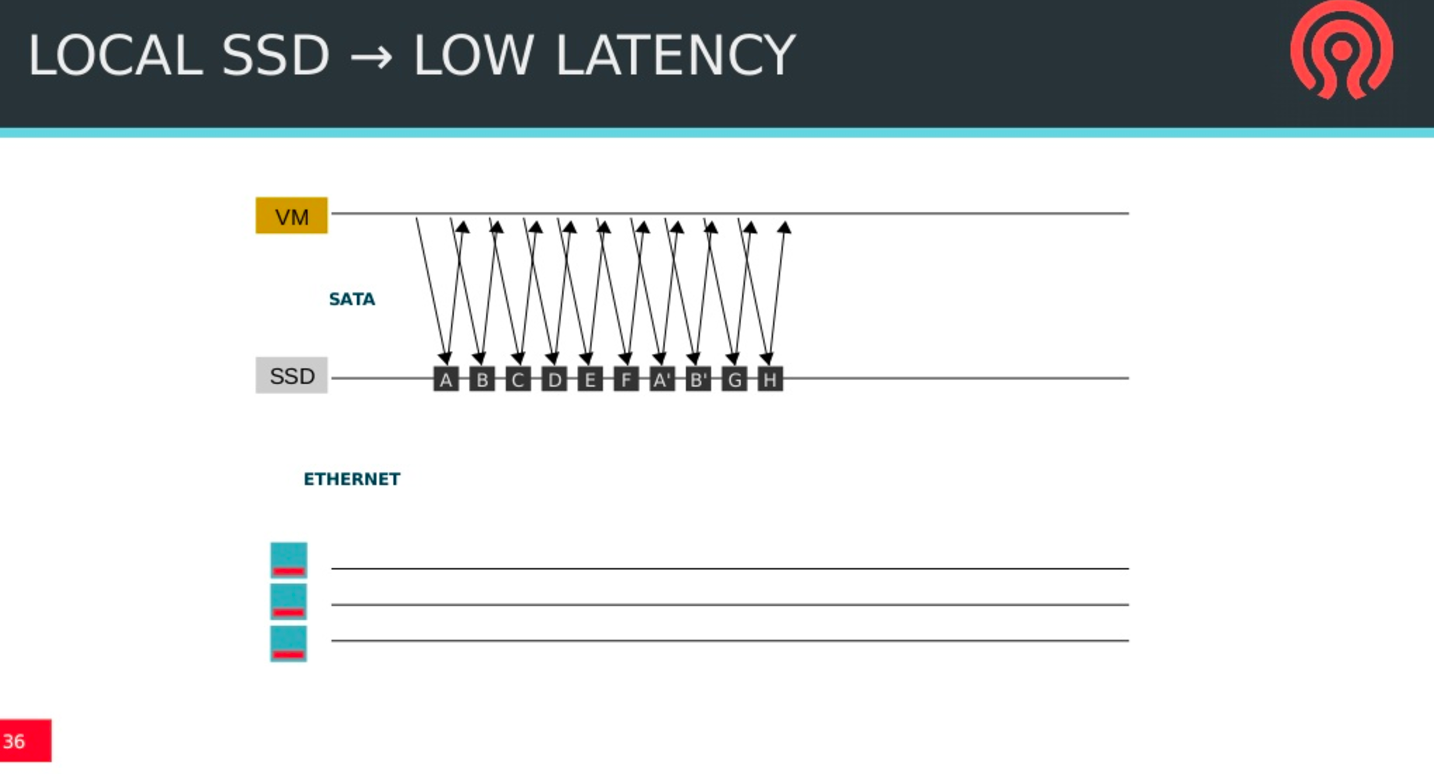 LOCAL SSD → LOW LATENCY
VM
SATA
SSD
A B C D E F A' B' G H
ETHERNET
36